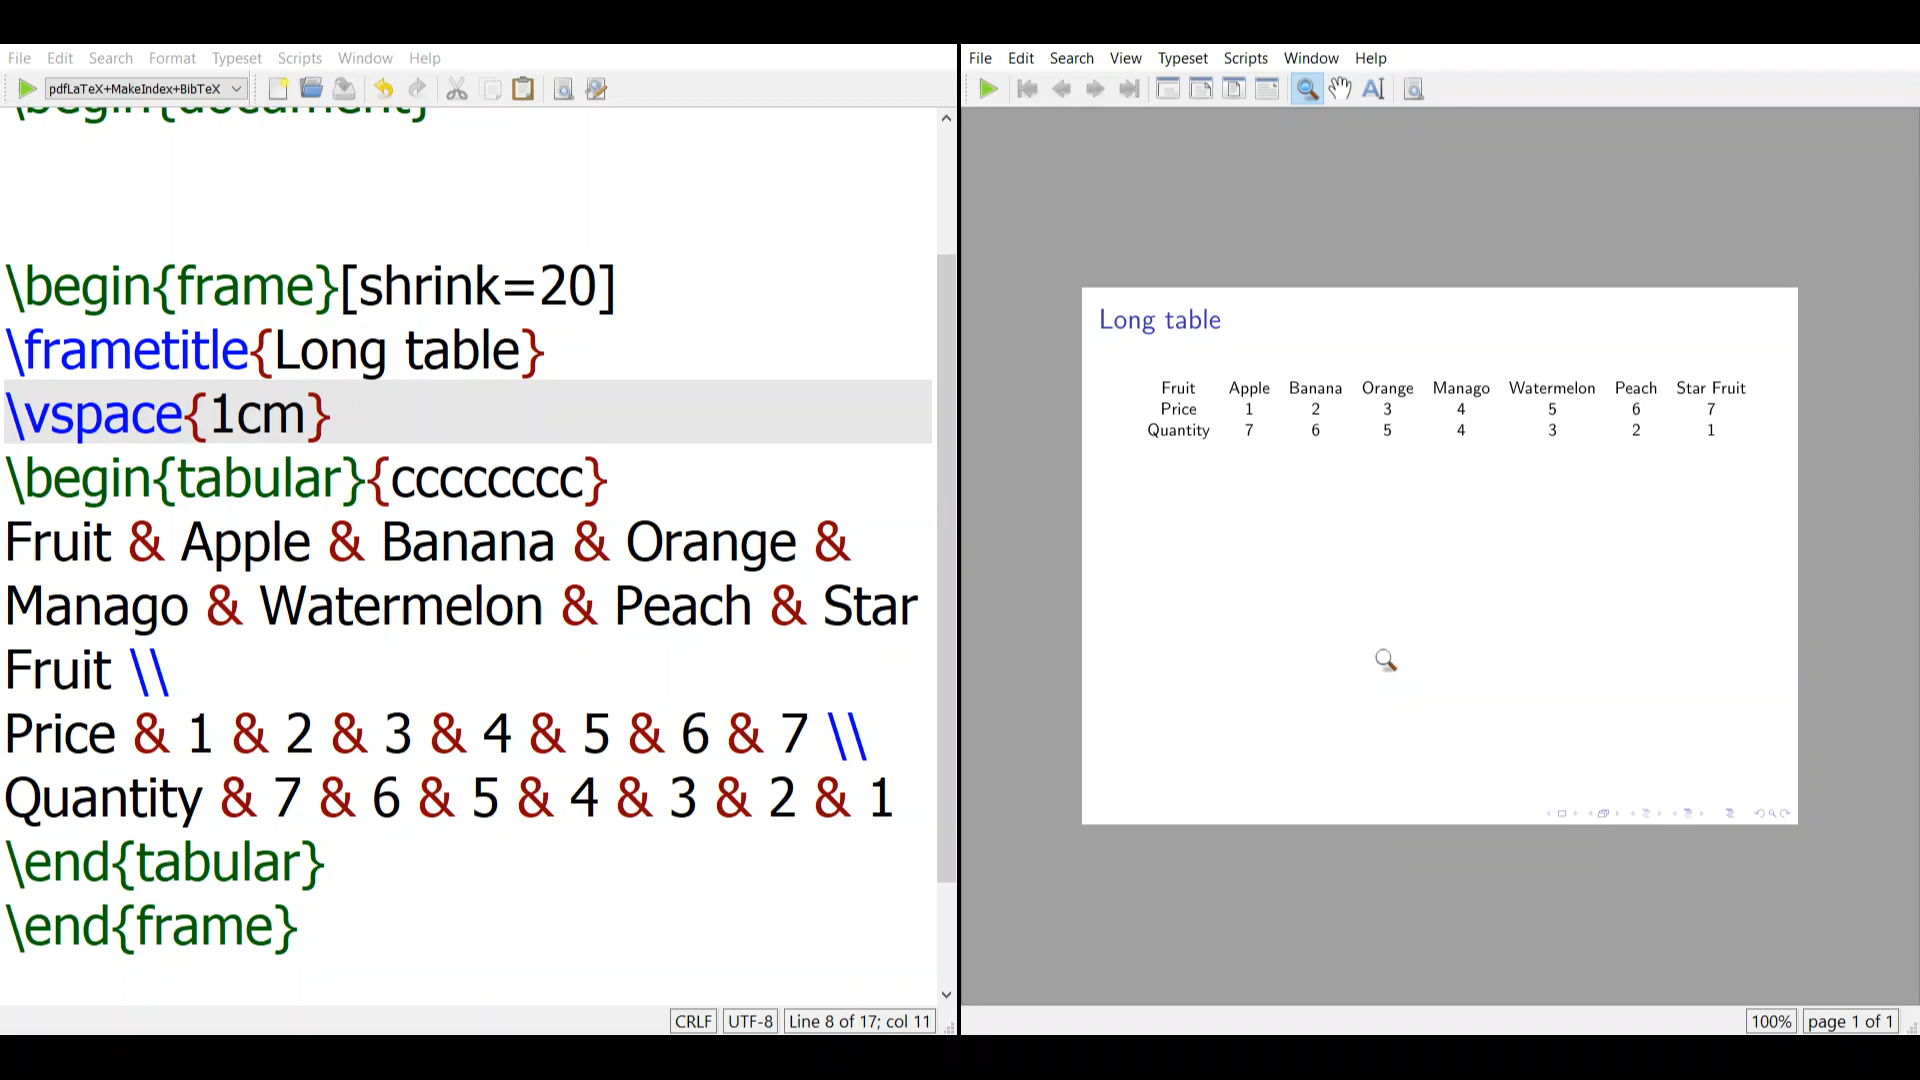 File Edit Search Format Typeset Scripts Window Help
pdfLaTeX+MakeIndex+BibTeX
\begin{document}
\begin{frame}[shrink=20]
\frametitle{Long table}
\vspace{1cm}
\begin{tabular}{cccccccc}
Fruit & Apple & Banana & Orange &
Manago & Watermelon & Peach & Star
Fruit \\
Price & 1 & 2 & 3 & 4 & 5 & 6 & 7 \\
Quantity & 7 & 6 & 5 & 4 & 3 & 2 & 1
\end{tabular}
\end{frame}
CRLF UTF-8 Line 8 of 17; col 11
File Edit Search View Typeset Scripts Window Help
Long table
Fruit Apple Banana Orange Manago Watermelon Peach Star Fruit
Price 1 2 3 4 5 6 7
Quantity 7 6 5 4 3 2 1
100% page 1 of 1